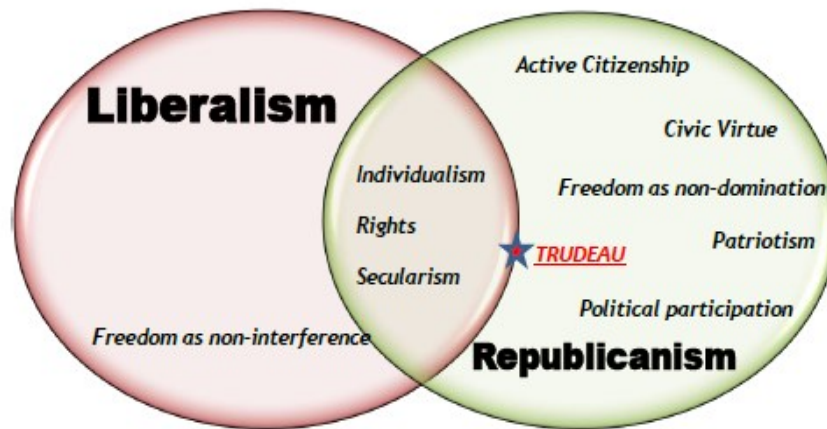 Liberalism
Freedom as non-interference
Individualism
Rights
Secularism
Active Citizenship
Civic Virtue
Freedom as non-domination
Patriotism
TRUDEAU
Political participation
Republicanism